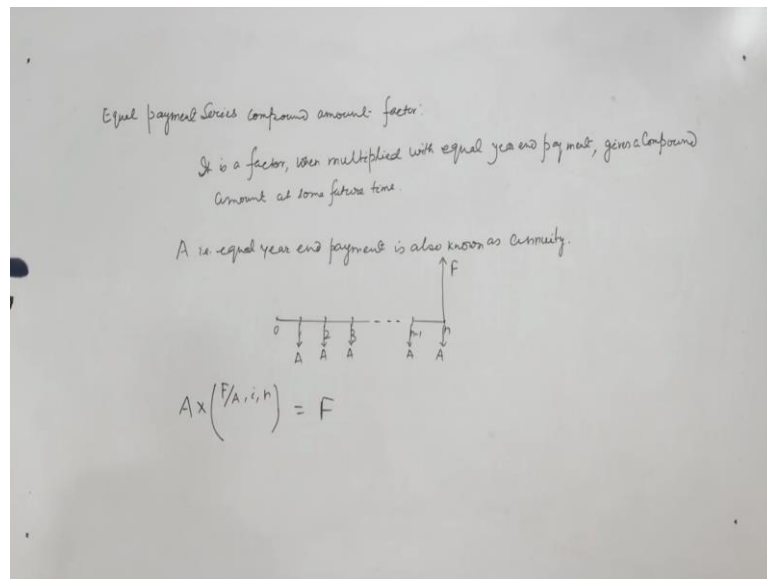 Equal payment Series compound amount factor:
It is a factor, when multiplied with equal year end payment, gives a Compound
amount at some future time.
A i.e. equal year end payment is also known as annuity.
F
0 1 2 3 --- n-1 n
A A A A A
A x (F/A, i, n) = F